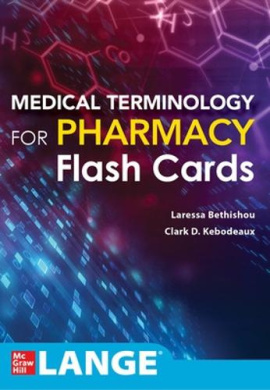 MEDICAL TERMINOLOGY
FOR PHARMACY
Flash Cards
Laressa Bethishou
Clark D. Kebodeaux
Mc
Graw
Hill
LANGE®